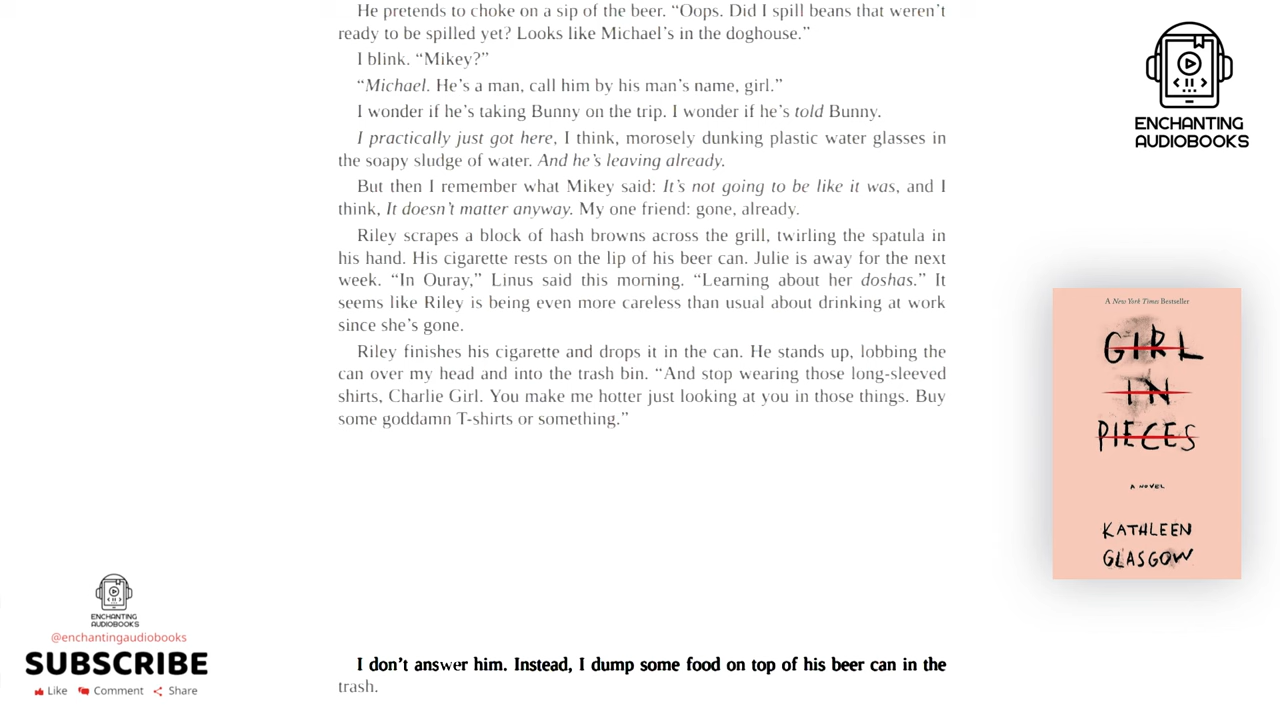 He pretends to choke on a sip of the beer. “Oops. Did I spill beans that weren’t
ready to be spilled yet? Looks like Michael’s in the doghouse.”
I blink. “Mikey?”
“Michael. He’s a man, call him by his man’s name, girl.”
I wonder if he’s taking Bunny on the trip. I wonder if he’s told Bunny.
I practically just got here, I think, morosely dunking plastic water glasses in
the soapy sludge of water. And he’s leaving already.
But then I remember what Mikey said: It’s not going to be like it was, and I
think, It doesn’t matter anyway. My one friend: gone, already.
Riley scrapes a block of hash browns across the grill, twirling the spatula in
his hand. His cigarette rests on the lip of his beer can. Julie is away for the next
week. “In Ouray,” Linus said this morning. “Learning about her doshas.” It
seems like Riley is being even more careless than usual about drinking at work
since she’s gone.
Riley finishes his cigarette and drops it in the can. He stands up, lobbing the
can over my head and into the trash bin. “And stop wearing those long-sleeved
shirts, Charlie Girl. You make me hotter just looking at you in those things. Buy
some goddamn T-shirts or something.”
I don’t answer him. Instead, I dump some food on top of his beer can in the
trash.
ENCHANTING
AUDIOBOOKS
A New York Times Bestseller
GIRL
IN
PIECES
A NOVEL
KATHLEEN
GLASGOW
ENCHANTING
AUDIOBOOKS
@enchantingaudiobooks
SUBSCRIBE
Like Comment Share